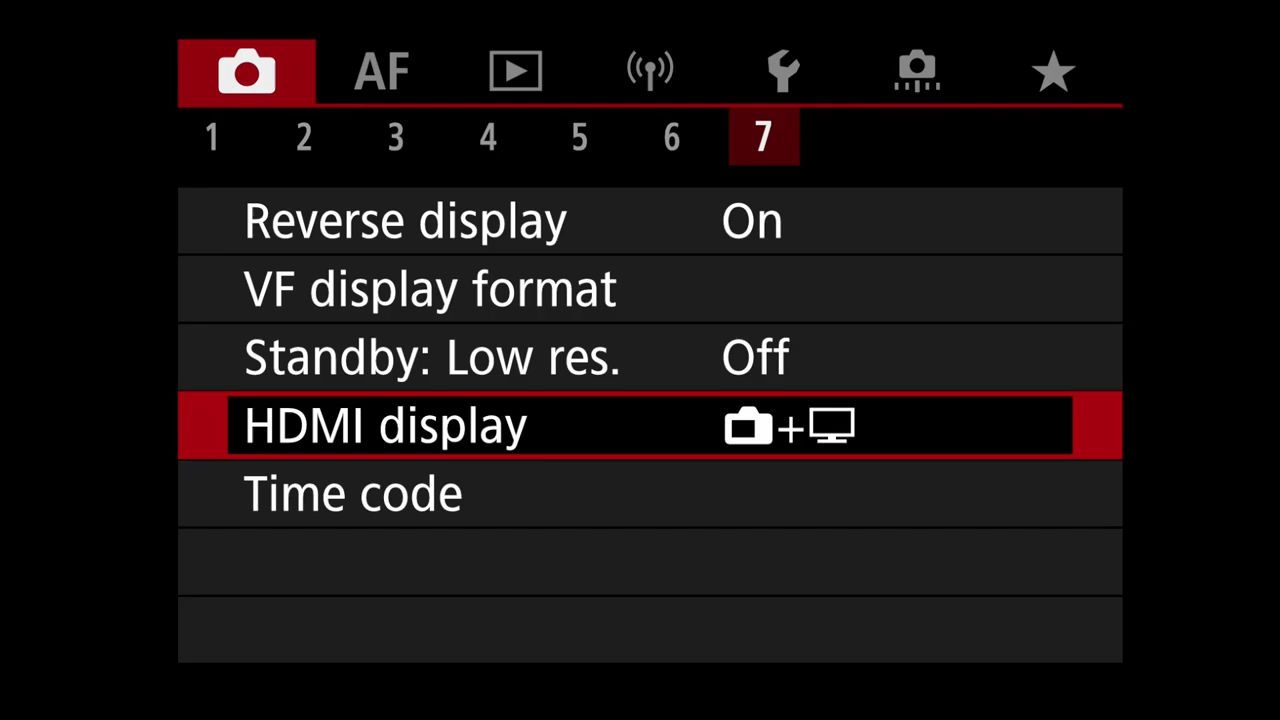 AF
1 2 3 4 5 6 7
Reverse display On
VF display format
Standby: Low res. Off
HDMI display +
Time code